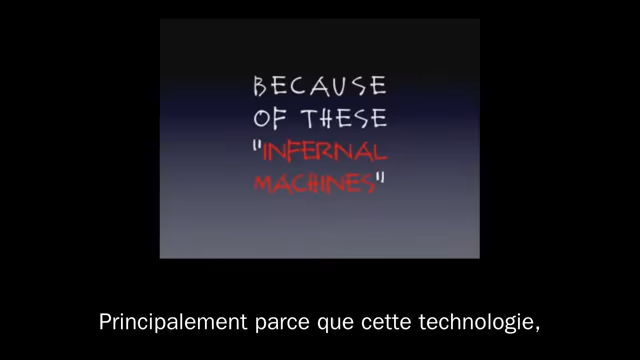 BECAUSE
OF THESE
"INFERNAL
MACHINES"
Principalement parce que cette technologie,